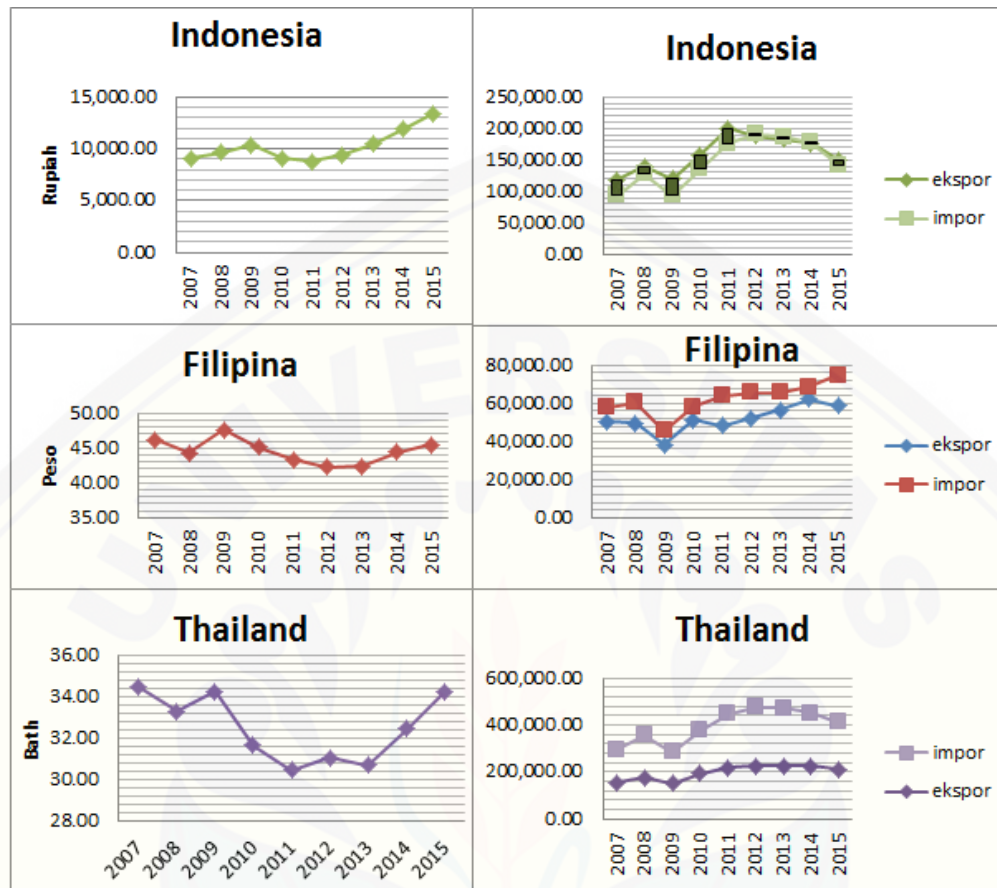 Indonesia
Rupiah
15,000.00
10,000.00
5,000.00
0.00
2007 2008 2009 2010 2011 2012 2013 2014 2015
Indonesia
250,000.00
200,000.00
150,000.00
100,000.00
50,000.00
0.00
2007 2008 2009 2010 2011 2012 2013 2014 2015
ekspor
impor
Filipina
Peso
50.00
45.00
40.00
35.00
2007 2008 2009 2010 2011 2012 2013 2014 2015
Filipina
80,000.00
60,000.00
40,000.00
20,000.00
0.00
2007 2008 2009 2010 2011 2012 2013 2014 2015
ekspor
impor
Thailand
Bath
36.00
34.00
32.00
30.00
28.00
2007 2008 2009 2010 2011 2012 2013 2014 2015
Thailand
600,000.00
400,000.00
200,000.00
0.00
2007 2008 2009 2010 2011 2012 2013 2014 2015
impor
ekspor
UNIVERSITAS